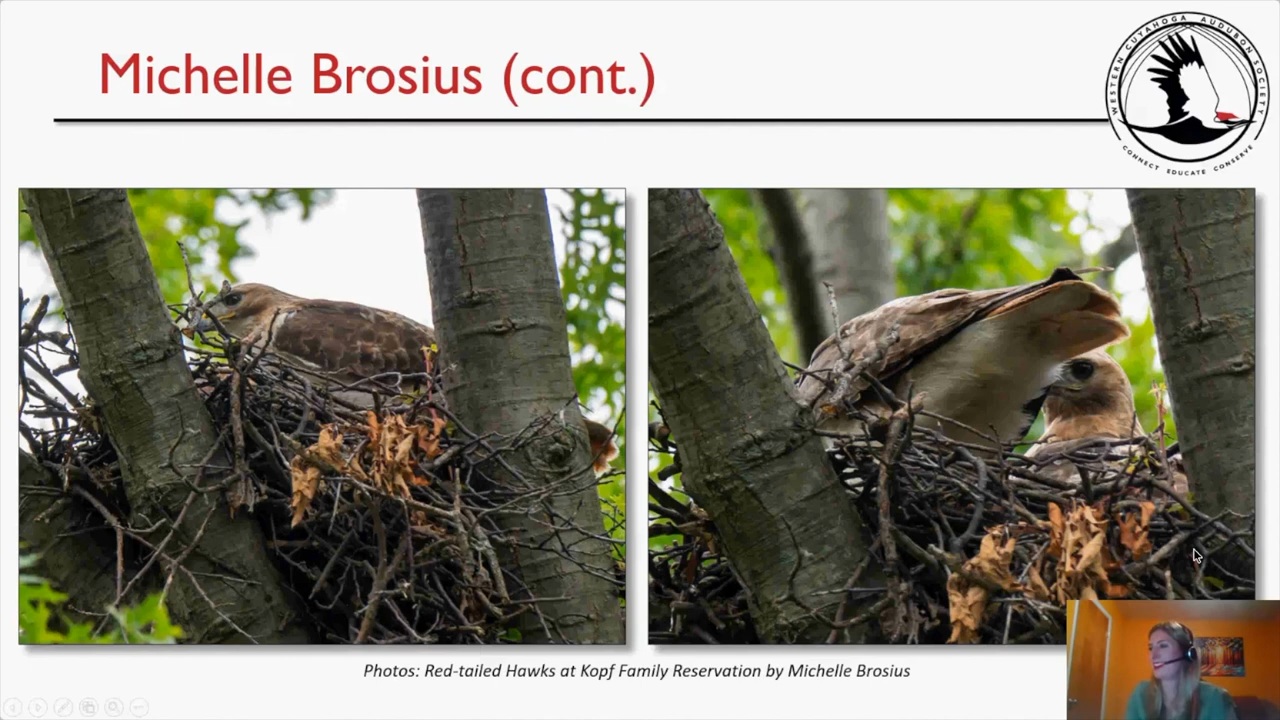 Michelle Brosius (cont.)
WESTERN CUYAHOGA AUDUBON SOCIETY
CONNECT EDUCATE CONSERVE
Photos: Red-tailed Hawks at Kopf Family Reservation by Michelle Brosius